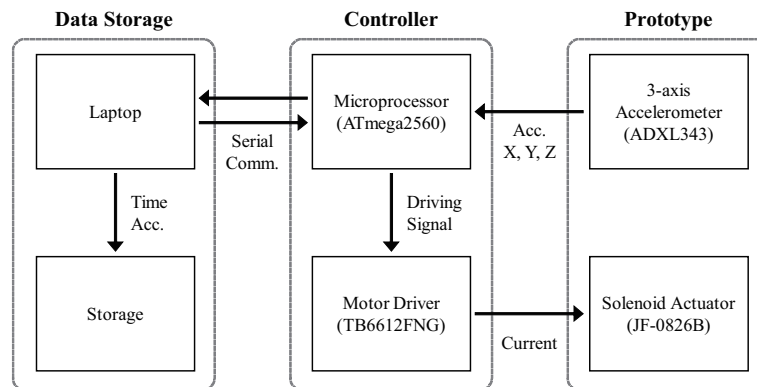 Data Storage
Controller
Prototype
Laptop
Microprocessor
(ATmega2560)
3-axis
Accelerometer
(ADXL343)
Serial
Comm.
Acc.
X, Y, Z
Time
Acc.
Driving
Signal
Storage
Motor Driver
(TB6612FNG)
Solenoid Actuator
(JF-0826B)
Current